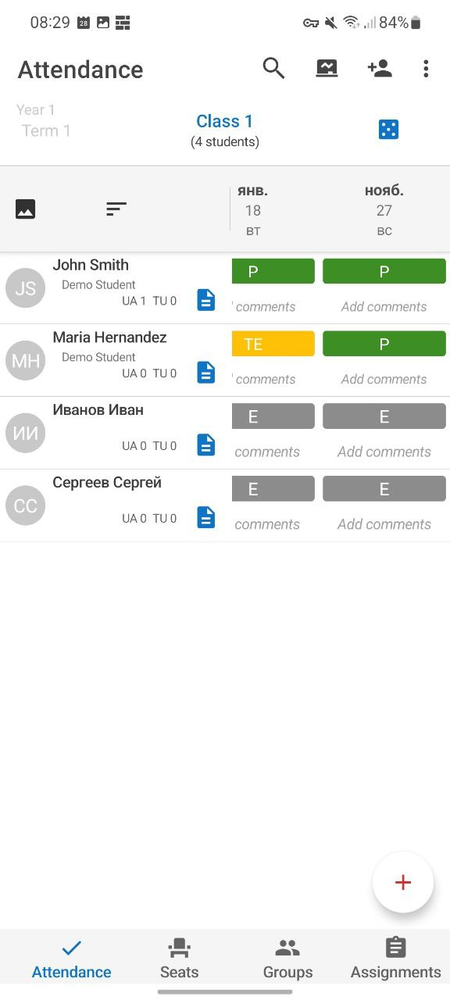 08:29 28 84%
Attendance
Year 1
Term 1
Class 1
(4 students)
янв. нояб.
18 27
ВТ ВС
John Smith P P
JS Demo Student
UA 1 TU 0 comments Add comments
Maria Hernandez TE P
MH Demo Student
UA 0 TU 0 comments Add comments
Иванов Иван E E
ИИ
UA 0 TU 0 comments Add comments
Сергеев Сергей E E
СС
UA 0 TU 0 comments Add comments
Attendance Seats Groups Assignments